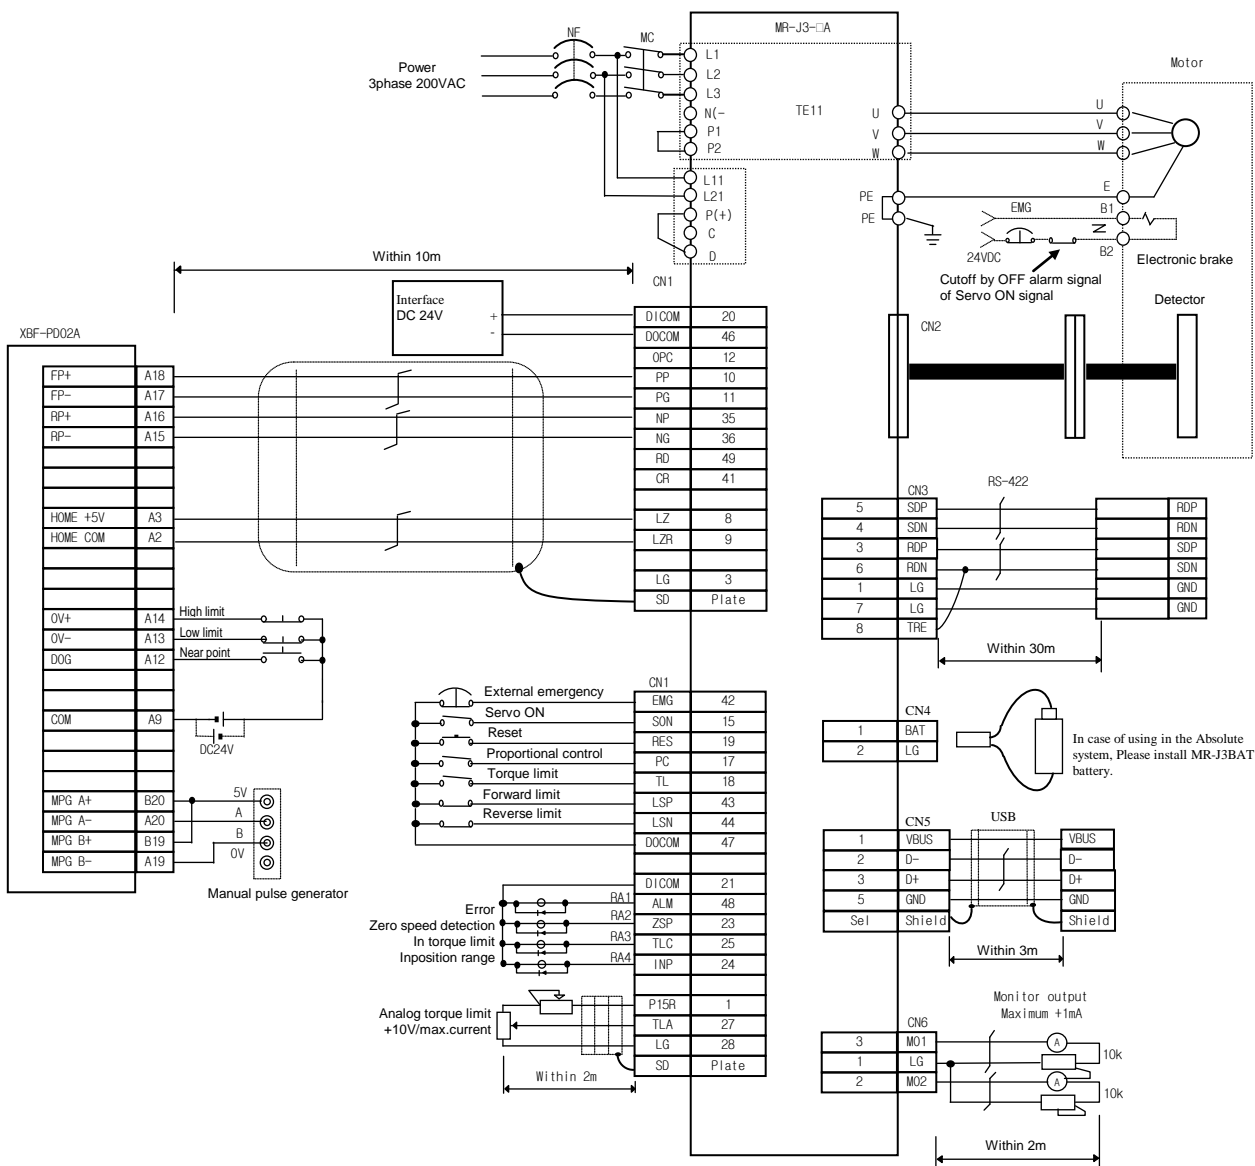 MR-J3-□A
NF
MC
Power
3phase 200VAC
L1
L2
L3
N(-
P1
P2
TE11
U
V
W
L11
L21
P(+)
C
D
PE
PE
Motor
U
V
W
E
EMG
B1
24VDC
B2
Electronic brake
Cutoff by OFF alarm signal
of Servo ON signal
Detector
CN2
Within 10m
CN1
Interface
DC 24V
+
-
DICOM 20
DOCOM 46
OPC 12
PP 10
PG 11
NP 35
NG 36
RD 49
CR 41
LZ 8
LZR 9
LG 3
SD Plate
XBF-PD02A
FP+ A18
FP- A17
RP+ A16
RP- A15
HOME +5V A3
HOME COM A2
OV+ A14 High limit
OV- A13 Low limit
DOG A12 Near point
COM A9
DC24V
MPG A+ B20 5V
MPG A- A20 A
MPG B+ B19 B
MPG B- A19 0V
Manual pulse generator
CN1
External emergency EMG 42
Servo ON SON 15
Reset RES 19
Proportional control PC 17
Torque limit TL 18
Forward limit LSP 43
Reverse limit LSN 44
DOCOM 47
DICOM 21
Error RA1 ALM 48
Zero speed detection RA2 ZSP 23
In torque limit RA3 TLC 25
Inposition range RA4 INP 24
Analog torque limit
+10V/max.current
P15R 1
TLA 27
LG 28
SD Plate
Within 2m
CN3
RS-422
5 SDP RDP
4 SDN RDN
3 RDP SDP
6 RDN SDN
1 LG GND
7 LG GND
8 TRE
Within 30m
CN4
1 BAT
2 LG
In case of using in the Absolute
system, Please install MR-J3BAT
battery.
CN5
USB
1 VBUS VBUS
2 D- D-
3 D+ D+
5 GND GND
Sel Shield Shield
Within 3m
Monitor output
Maximum +1mA
CN6
3 MO1 A
1 LG 10k
2 MO2 A
10k
Within 2m